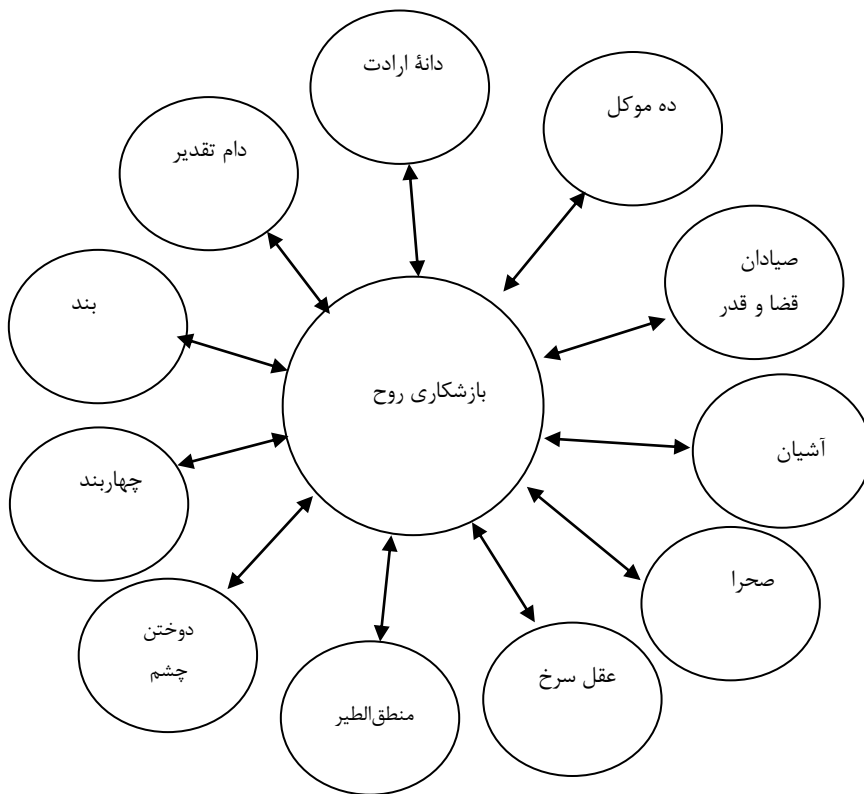 دانۀ ارادت
ده موکل
صیادان
قضا و قدر
آشیان
صحرا
عقل سرخ
منطق‌الطیر
دوختن
چشم
چهاربند
بند
دام تقدیر
بازشکاری روح